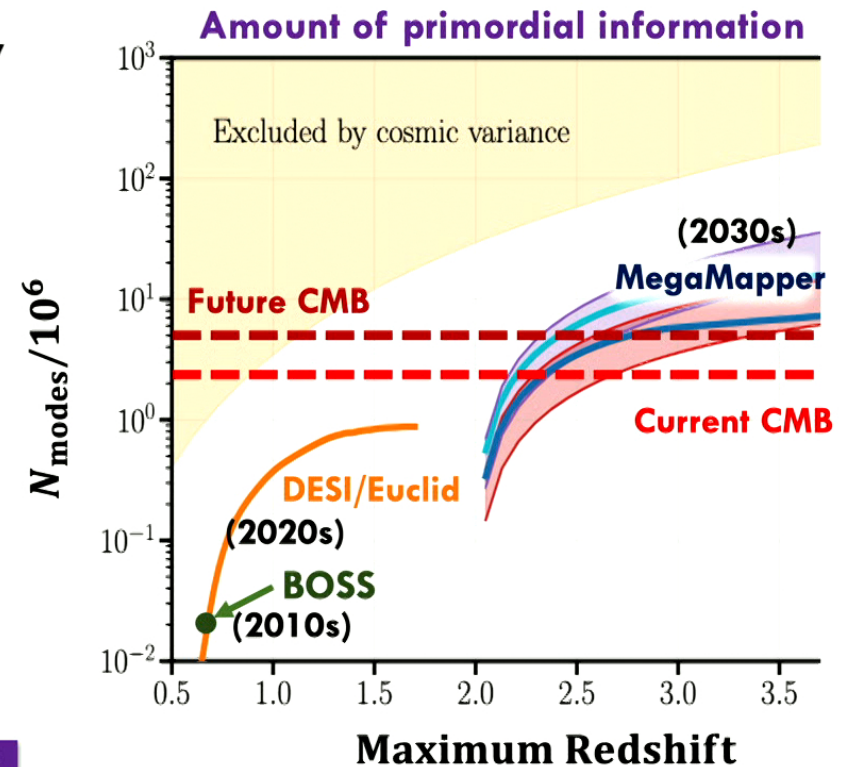 Amount of primordial information
10³
Excluded by cosmic variance
10²
(2030s)
MegaMapper
10¹
Future CMB
10⁰
Current CMB
DESI/Euclid
(2020s)
10⁻¹
BOSS
(2010s)
10⁻²
N_modes/10⁶
0.5 1.0 1.5 2.0 2.5 3.0 3.5
Maximum Redshift